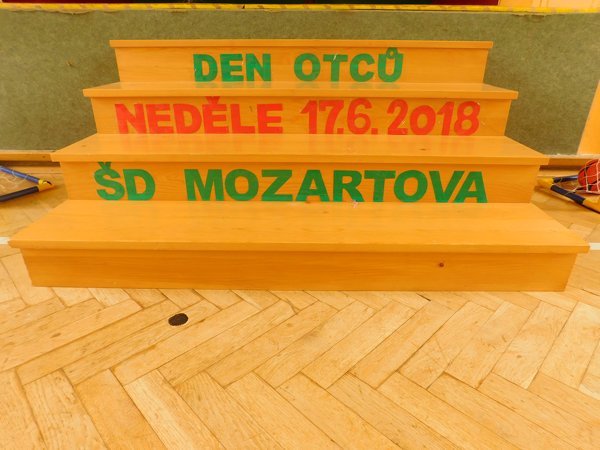 DEN OTCŮ
NEDĚLE 17.6.2018
ŠD MOZARTOVA